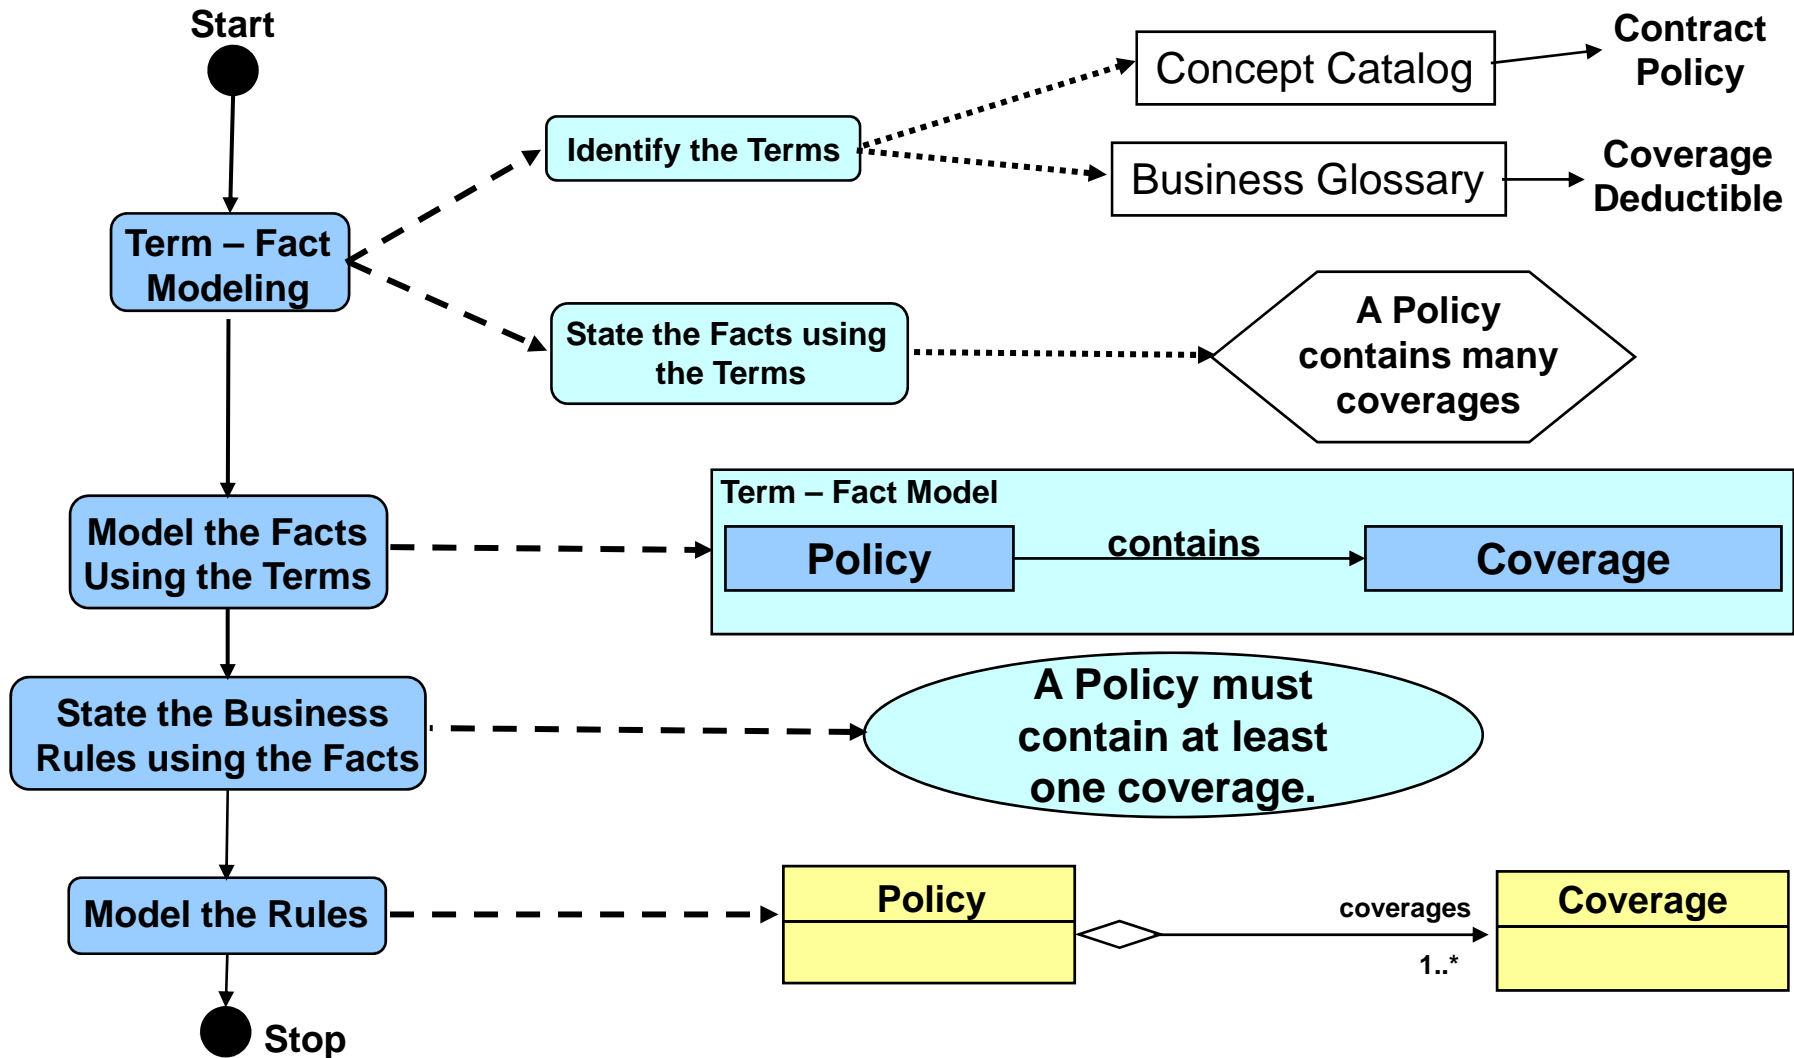 Start
Concept Catalog
Contract
Policy
Identify the Terms
Business Glossary
Coverage
Deductible
Term – Fact
Modeling
State the Facts using
the Terms
A Policy
contains many
coverages
Term – Fact Model
Model the Facts
Using the Terms
Policy
contains
Coverage
State the Business
Rules using the Facts
A Policy must
contain at least
one coverage.
Model the Rules
Policy
coverages
1..*
Coverage
Stop